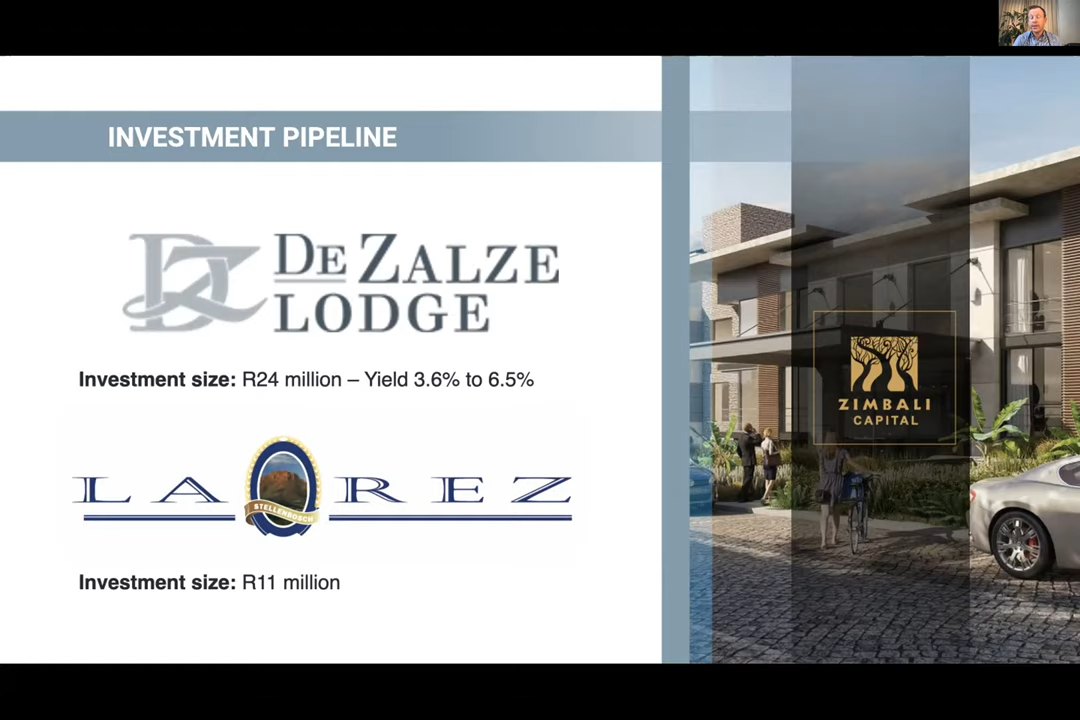 INVESTMENT PIPELINE
DZ
DE ZALZE
LODGE
Investment size: R24 million – Yield 3.6% to 6.5%
LA REZ
STELLENBOSCH
Investment size: R11 million
ZIMBALI
CAPITAL